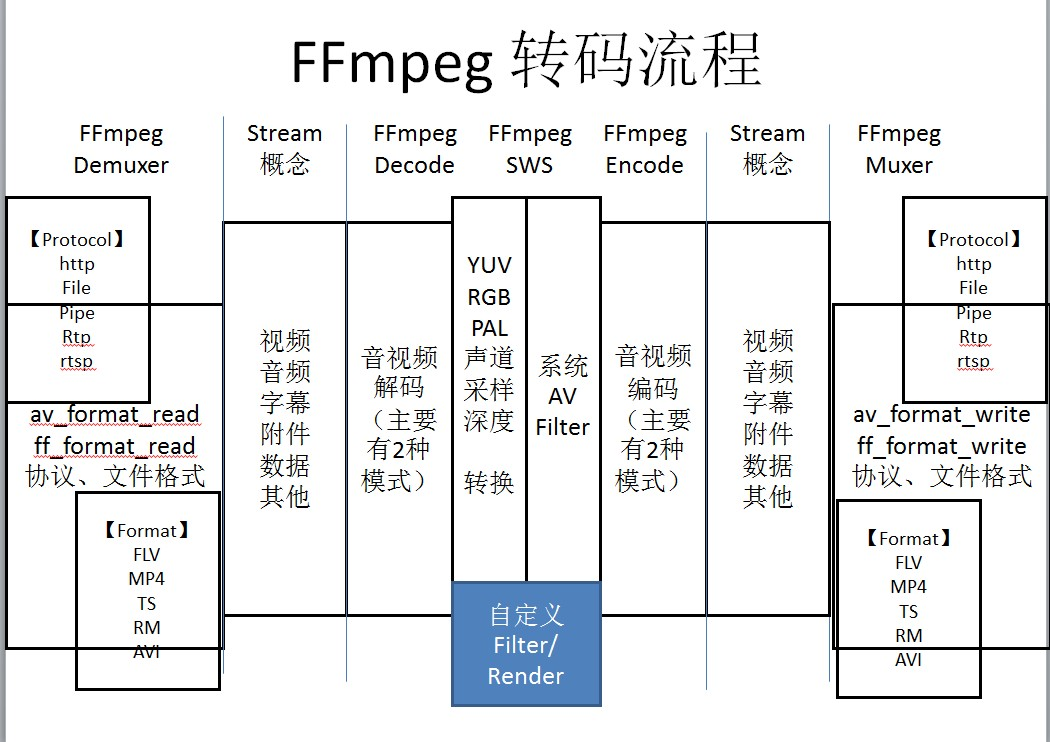 FFmpeg 转码流程
FFmpeg
Demuxer
Stream
概念
FFmpeg
Decode
FFmpeg
SWS
FFmpeg
Encode
Stream
概念
FFmpeg
Muxer
【Protocol】
http
File
Pipe
Rtp
rtsp
av_format_read
ff_format_read
协议、文件格式
【Format】
FLV
MP4
TS
RM
AVI
视频
音频
字幕
附件
数据
其他
音视频
解码
（主要
有2种
模式）
YUV
RGB
PAL
声道
采样
深度
转换
系统
AV
Filter
自定义
Filter/
Render
音视频
编码
（主要
有2种
模式）
视频
音频
字幕
附件
数据
其他
【Protocol】
http
File
Pipe
Rtp
rtsp
av_format_write
ff_format_write
协议、文件格式
【Format】
FLV
MP4
TS
RM
AVI